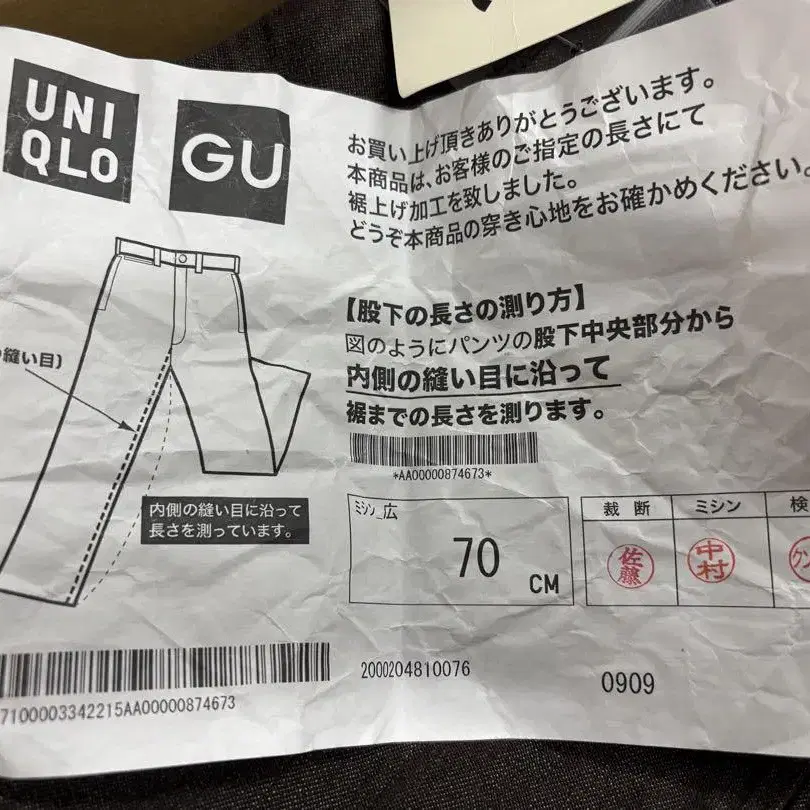 UNI
QLO
GU
お買い上げ頂きありがとうございます。
本商品は、お客様のご指定の長さにて
裾上げ加工を致しました。
どうぞ本商品の穿き心地をお確かめください。
【股下の長さの測り方】
図のようにパンツの股下中央部分から
内側の縫い目に沿って
裾までの長さを測ります。
縫い目)
内側の縫い目に沿って
長さを測っています。
*AA00000874673*
ミシン_広
70
CM
裁 断
ミシン
検
佐藤
中村
7100003342215AA00000874673
2000204810076
0909